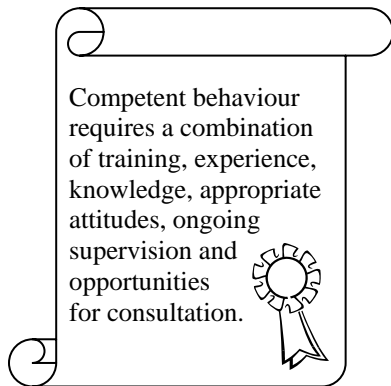 Competent behaviour
requires a combination
of training, experience,
knowledge, appropriate
attitudes, ongoing
supervision and
opportunities
for consultation.